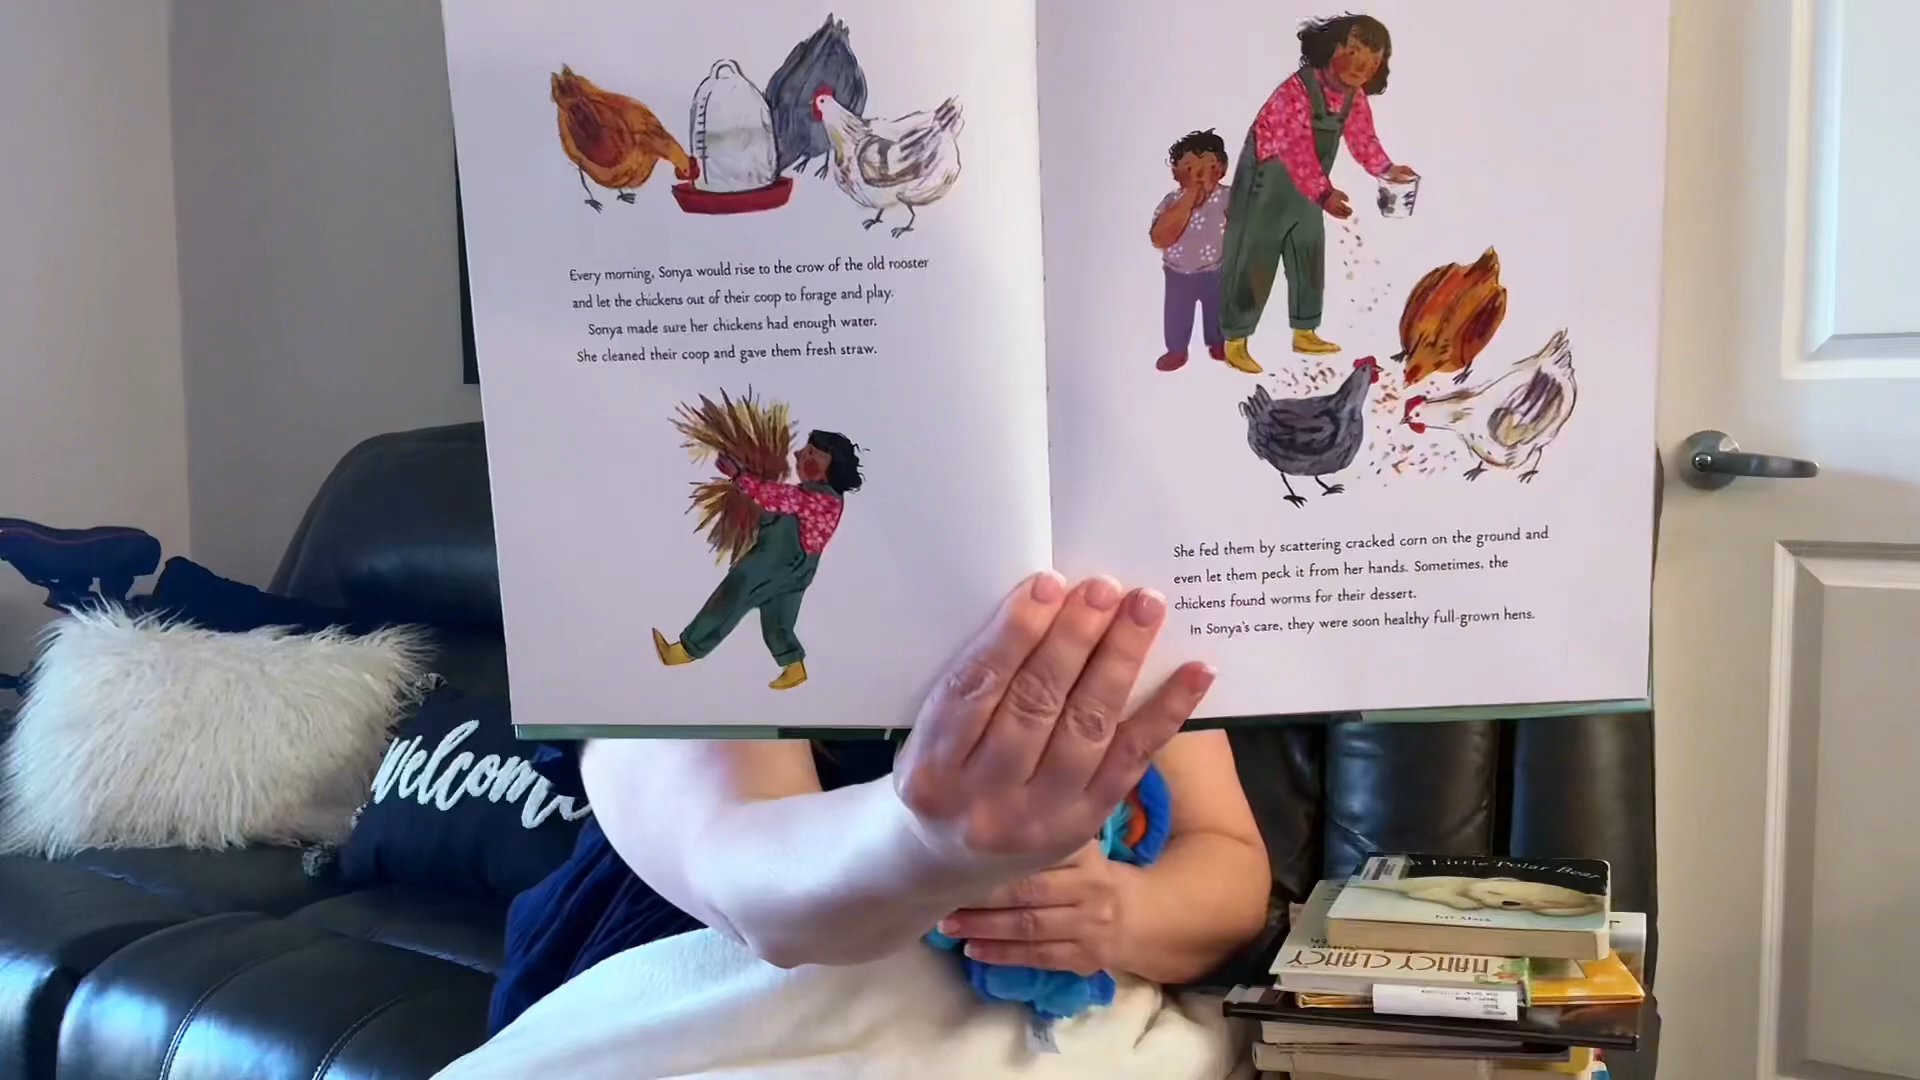 Every morning, Sonya would rise to the crow of the old rooster
and let the chickens out of their coop to forage and play.
Sonya made sure her chickens had enough water.
She cleaned their coop and gave them fresh straw.
She fed them by scattering cracked corn on the ground and
even let them peck it from her hands. Sometimes, the
chickens found worms for their dessert.
In Sonya's care, they were soon healthy full-grown hens.
Welcome
Little Polar Bear
NANCY CLANCY